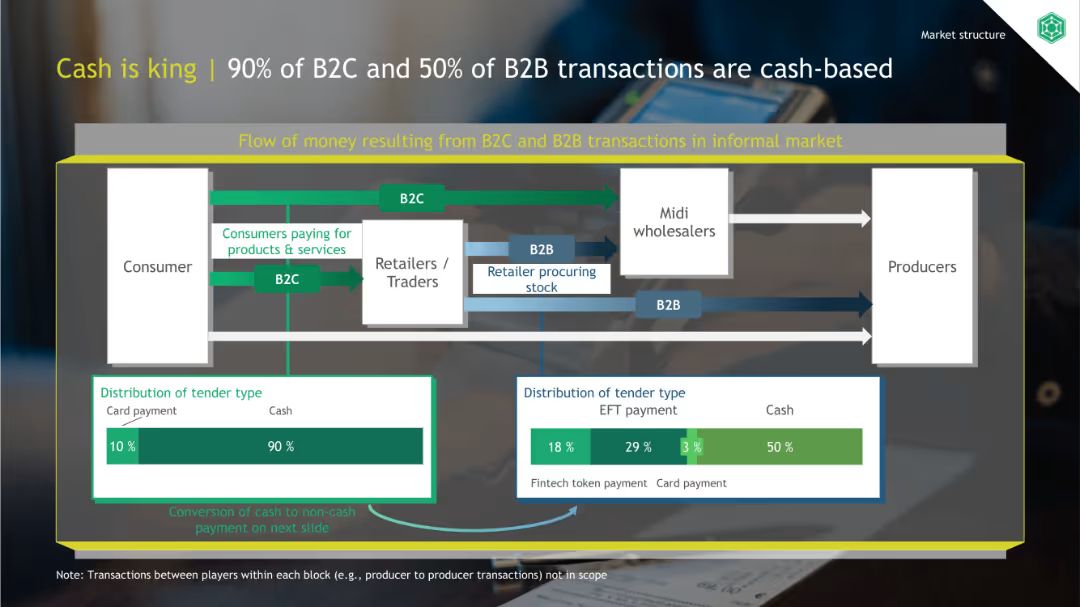 Market structure
Cash is king | 90% of B2C and 50% of B2B transactions are cash-based
Flow of money resulting from B2C and B2B transactions in informal market
Consumer
B2C
Consumers paying for
products & services
B2C
Retailers /
Traders
B2B
Retailer procuring
stock
B2B
Midi
wholesalers
Producers
Distribution of tender type
Card payment
Cash
10 %
90 %
Conversion of cash to non-cash
payment on next slide
Distribution of tender type
EFT payment
Cash
18 %
29 %
3 %
50 %
Fintech token payment
Card payment
Note: Transactions between players within each block (e.g., producer to producer transactions) not in scope